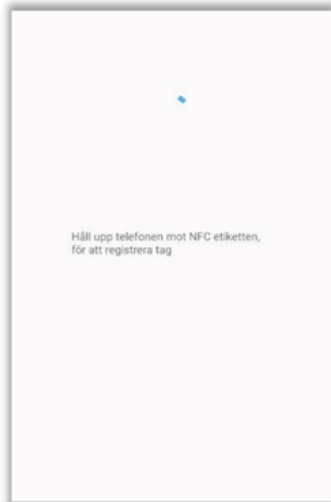 Håll upp telefonen mot NFC etiketten,
för att registrera tag